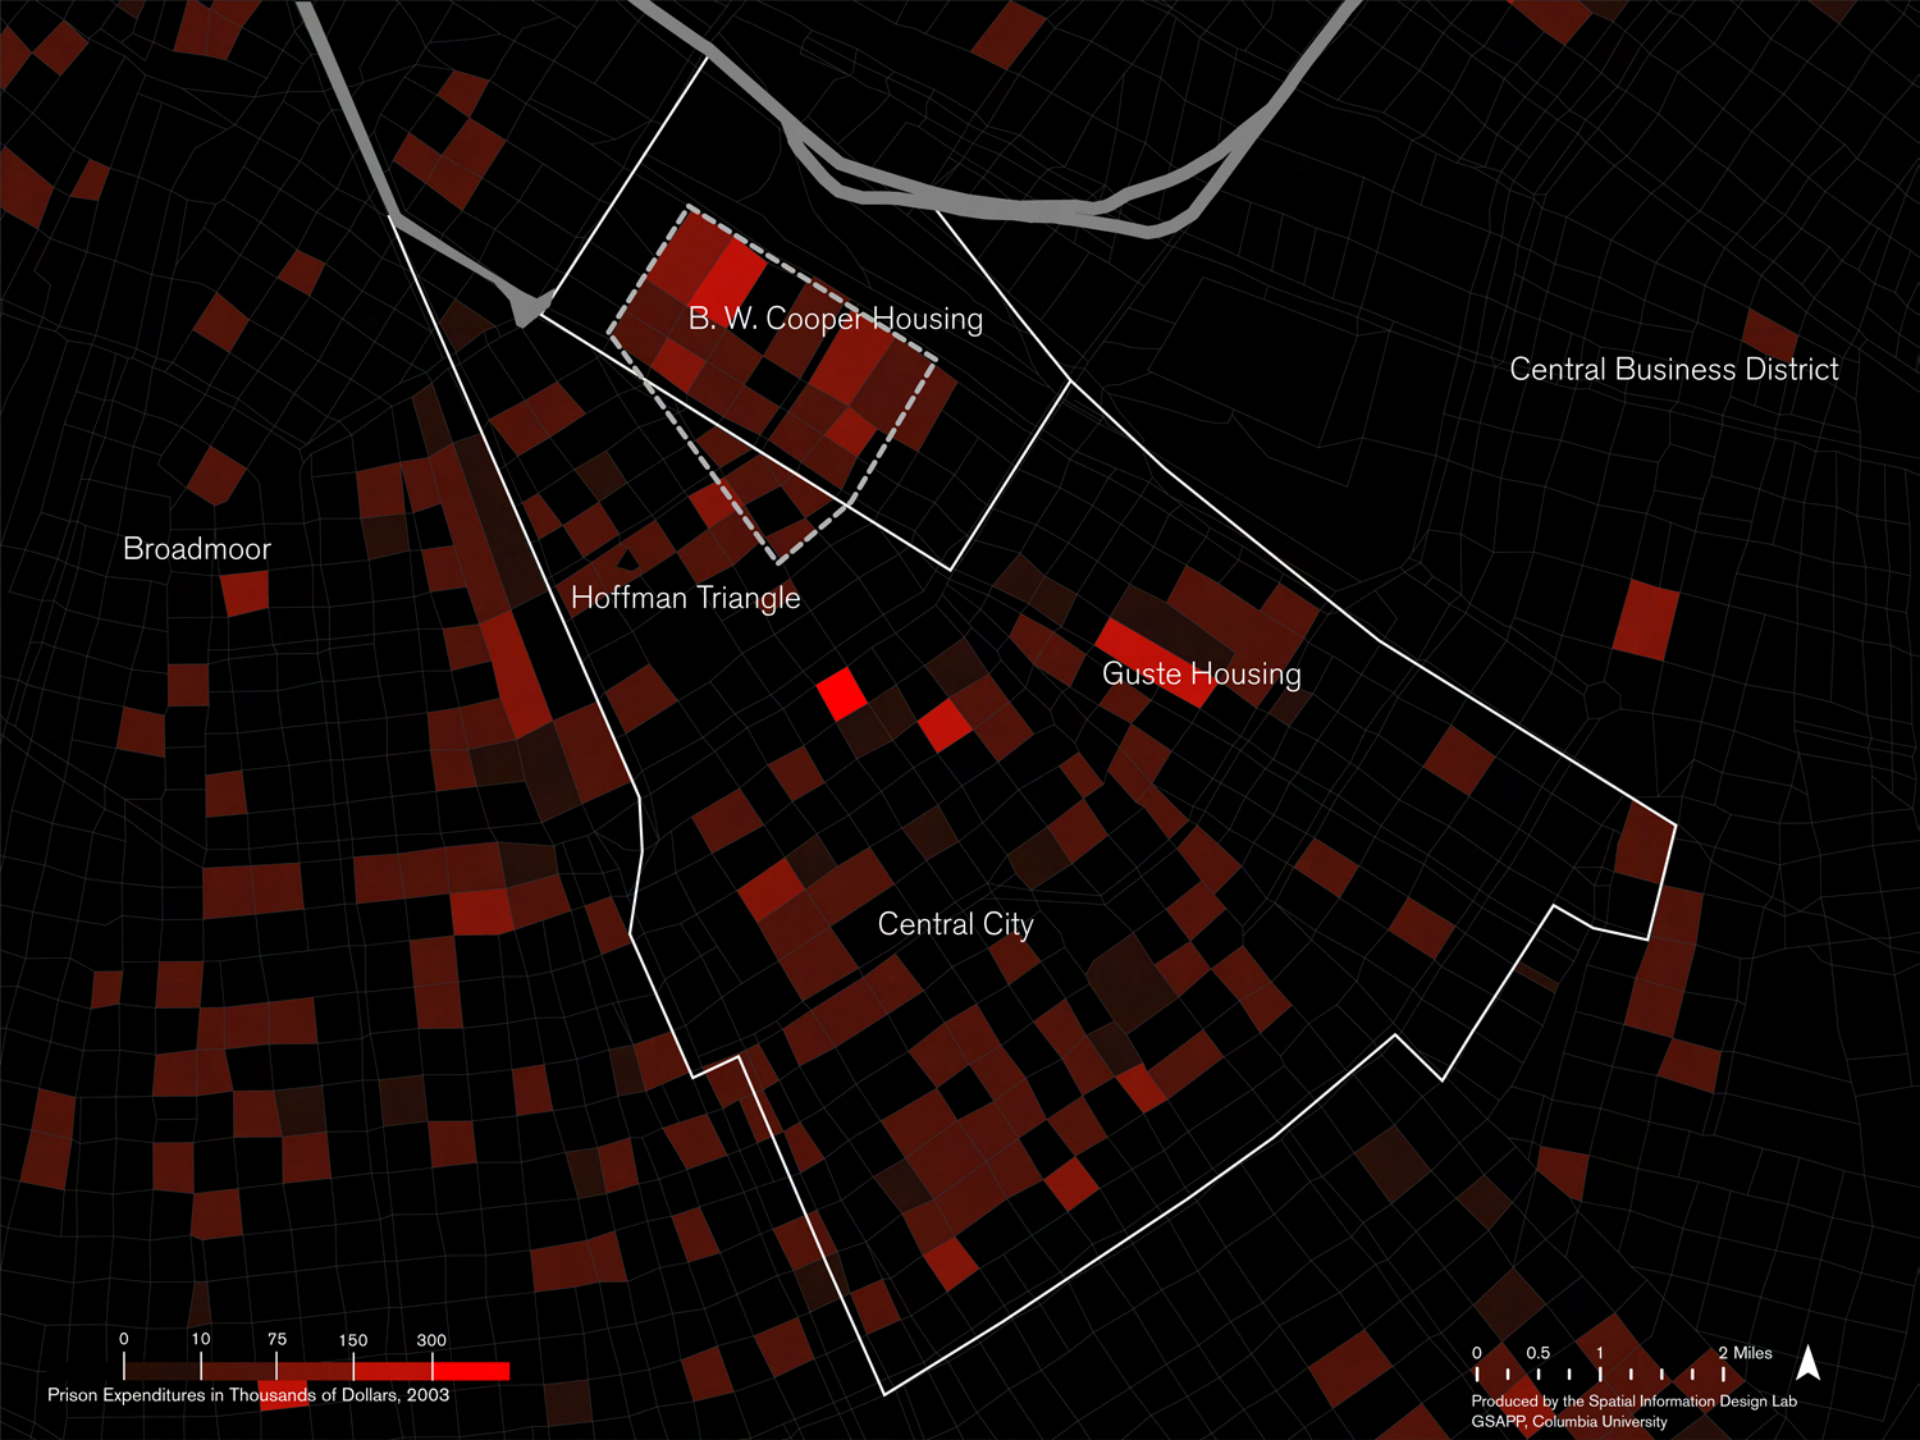 B. W. Cooper Housing
Central Business District
Broadmoor
Hoffman Triangle
Guste Housing
Central City
0 10 75 150 300
Prison Expenditures in Thousands of Dollars, 2003
0 0.5 1 2 Miles
Produced by the Spatial Information Design Lab
GSAPP, Columbia University